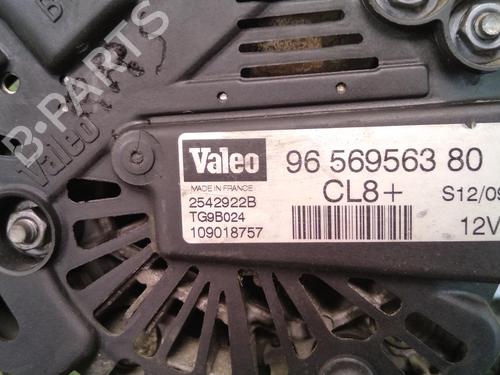 B
B-PARTS
Valeo
Valeo
96 569563 80
MADE IN FRANCE
CL8+
S12/09
2542922B
TG9B024
12V
109018757